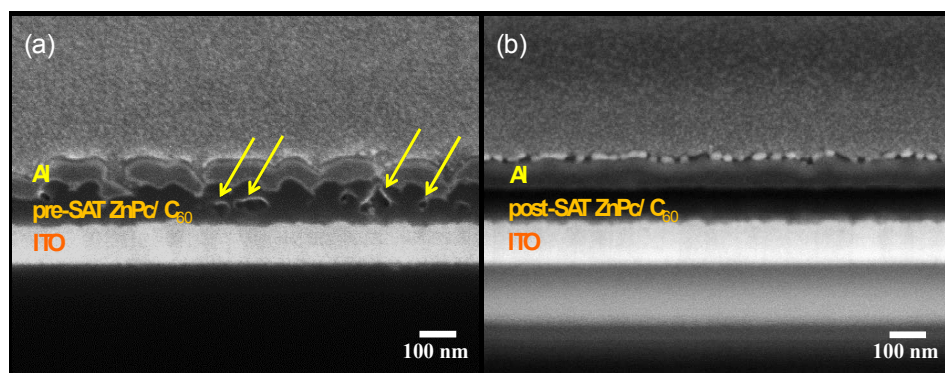 (a)
Al
pre-SAT ZnPc/ C60
ITO
100 nm
(b)
Al
post-SAT ZnPc/ C60
ITO
100 nm